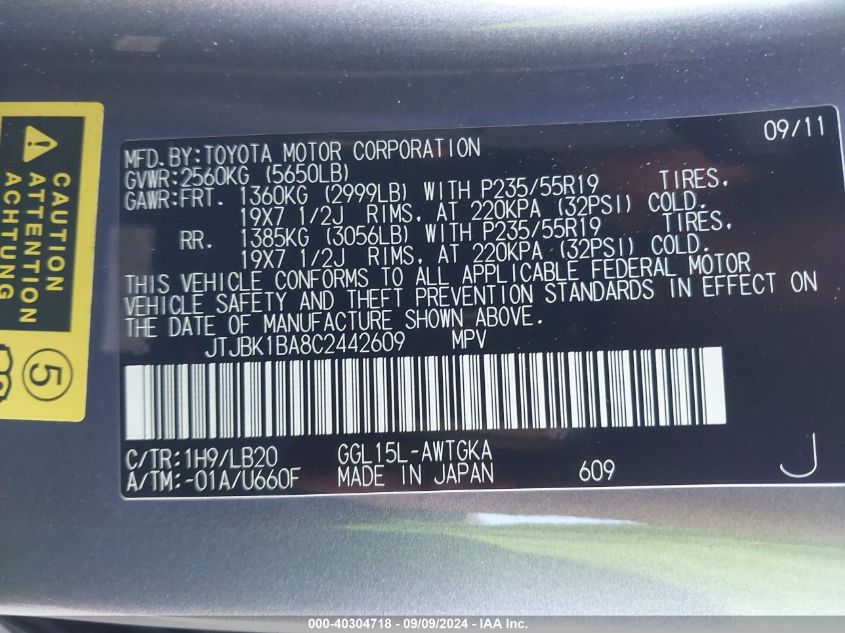 09/11
MFD.BY:TOYOTA MOTOR CORPORATION
GVWR:2560KG (5650LB)
GAWR:FRT. 1360KG (2999LB) WITH P235/55R19 TIRES,
19X7 1/2J RIMS, AT 220KPA (32PSI) COLD.
RR. 1385KG (3056LB) WITH P235/55R19 TIRES,
19X7 1/2J RIMS, AT 220KPA (32PSI) COLD.
THIS VEHICLE CONFORMS TO ALL APPLICABLE FEDERAL MOTOR
VEHICLE SAFETY AND THEFT PREVENTION STANDARDS IN EFFECT ON
THE DATE OF MANUFACTURE SHOWN ABOVE.
JTJBK1BA8C2442609 MPV
C/TR:1H9/LB20 GGL15L-AWTGKA
A/TM:-01A/U660F MADE IN JAPAN 609 J
CAUTION
ATTENTION
ACHTUNG
5
000-40304718 - 09/09/2024 - IAA Inc.